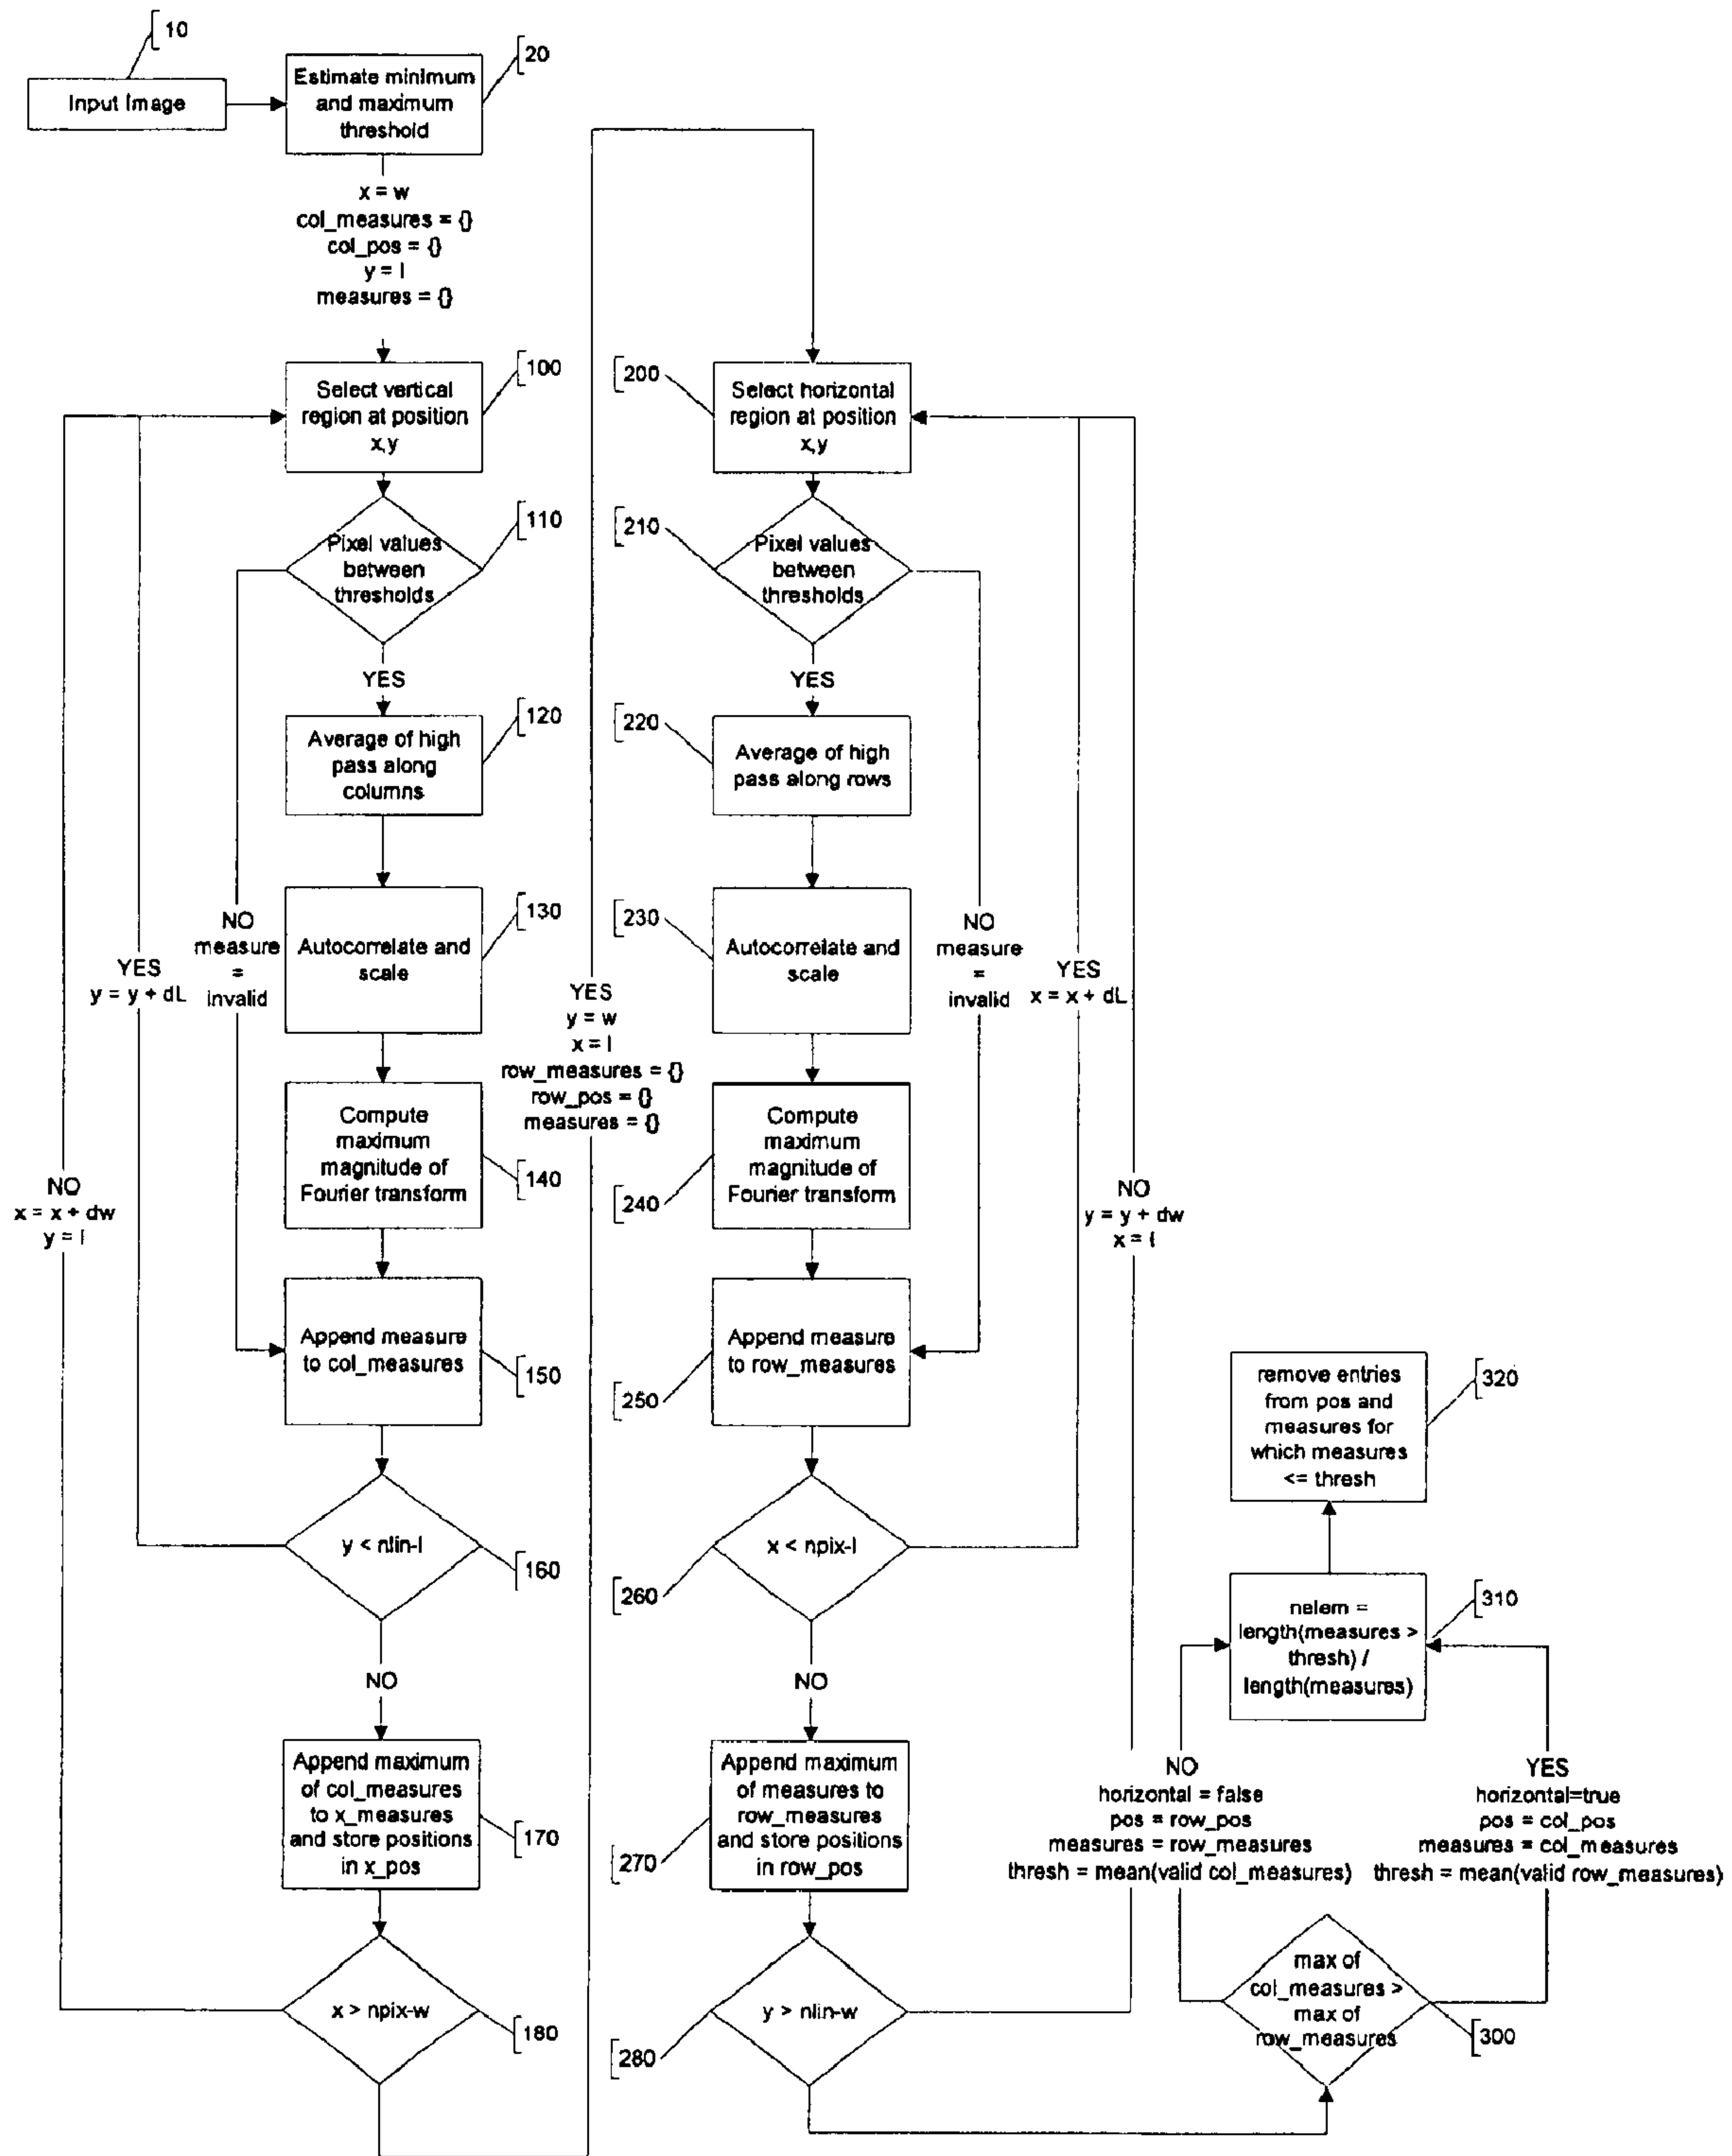 10
Input Image
20
Estimate minimum
and maximum
threshold
x = w
col_measures = {}
col_pos = {}
y = l
measures = {}
100
Select vertical
region at position
x,y
110
Pixel values
between
thresholds
YES
NO
measure
=
invalid
120
Average of high
pass along
columns
130
Autocorrelate and
scale
140
Compute
maximum
magnitude of
Fourier transform
150
Append measure
to col_measures
160
y < nlin-l
YES
y = y + dL
NO
170
Append maximum
of col_measures
to x_measures
and store positions
in x_pos
180
x > npix-w
NO
x = x + dw
y = l
YES
y = w
x = l
row_measures = {}
row_pos = {}
measures = {}
200
Select horizontal
region at position
x,y
210
Pixel values
between
thresholds
YES
NO
measure
=
invalid
220
Average of high
pass along rows
230
Autocorrelate and
scale
240
Compute
maximum
magnitude of
Fourier transform
250
Append measure
to row_measures
260
x < npix-l
YES
x = x + dL
NO
270
Append maximum
of measures to
row_measures
and store positions
in row_pos
280
y > nlin-w
NO
y = y + dw
x = l
300
max of
col_measures >
max of
row_measures
NO
horizontal = false
pos = row_pos
measures = row_measures
thresh = mean(valid col_measures)
YES
horizontal=true
pos = col_pos
measures = col_measures
thresh = mean(valid row_measures)
310
nelem =
length(measures >
thresh) /
length(measures)
320
remove entries
from pos and
measures for
which measures
<= thresh